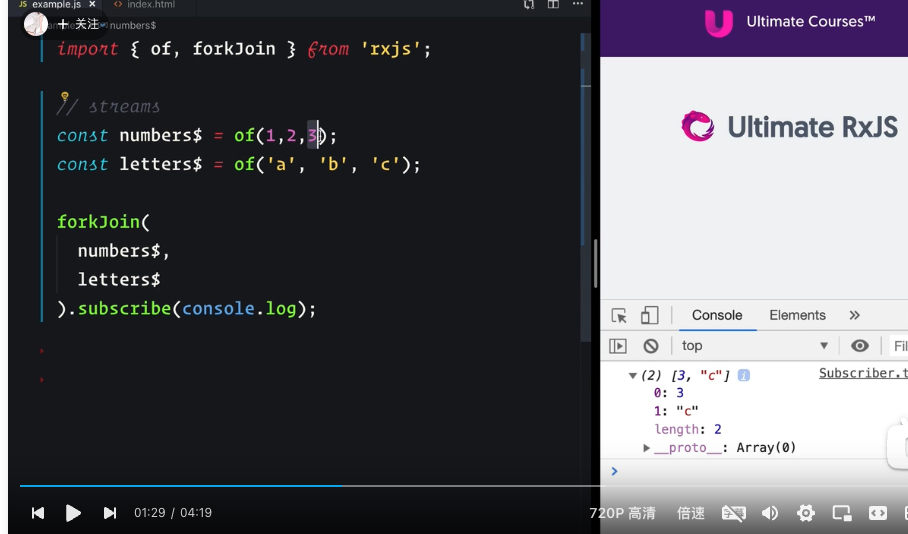 JS example.js × <> index.html ...
+ 关注 numbers$
import { of, forkJoin } from 'rxjs';
// streams
const numbers$ = of(1,2,3);
const letters$ = of('a', 'b', 'c');
forkJoin(
numbers$,
letters$
).subscribe(console.log);
Ultimate Courses™
Ultimate RxJS
Console Elements »
top ▼ Fil
▼(2) [3, "c"] i Subscriber.t
0: 3
1: "c"
length: 2
▶__proto__: Array(0)
>
01:29 / 04:19 720P 高清 倍速 字幕